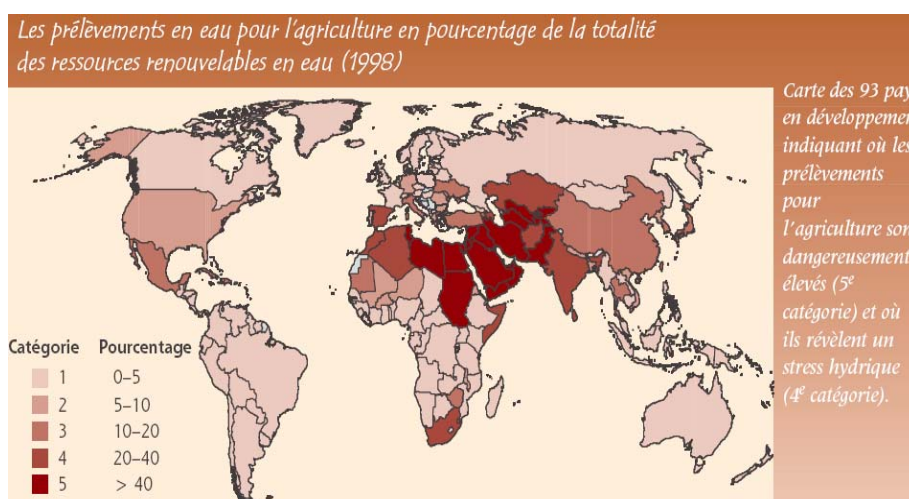 Les prélèvements en eau pour l'agriculture en pourcentage de la totalité
des ressources renouvelables en eau (1998)
Carte des 93 pay
en développemen
indiquant où les
prélèvements
pour
l'agriculture son
dangereusement
élevés (5e
catégorie) et où
ils révèlent un
stress hydrique
(4e catégorie).
Catégorie Pourcentage
1 0–5
2 5–10
3 10–20
4 20–40
5 > 40